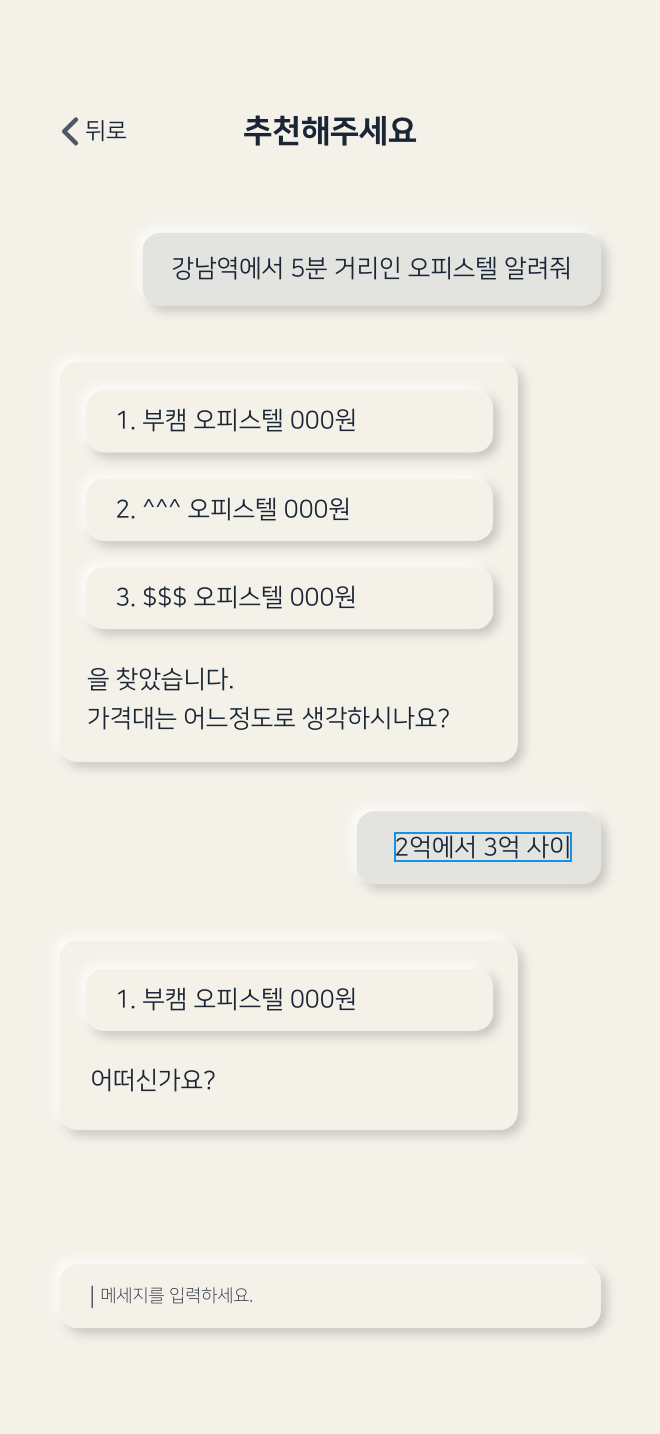 뒤로
추천해주세요
강남역에서 5분 거리인 오피스텔 알려줘
1. 부캠 오피스텔 000원
2. ^^^ 오피스텔 000원
3. $$$ 오피스텔 000원
을 찾았습니다.
가격대는 어느정도로 생각하시나요?
2억에서 3억 사이
1. 부캠 오피스텔 000원
어떠신가요?
메세지를 입력하세요.